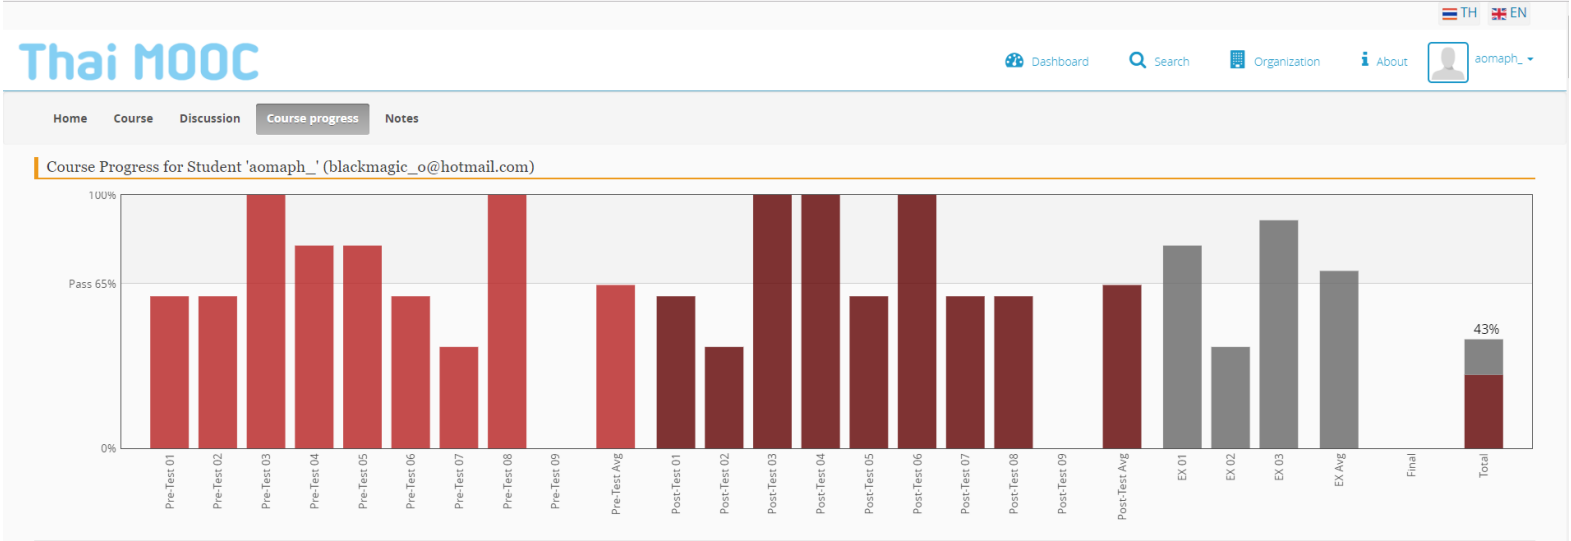 TH EN
Thai MOOC
Dashboard Search Organization About aomaph_
Home Course Discussion Course progress Notes
Course Progress for Student 'aomaph_' (blackmagic_o@hotmail.com)
100%
Pass 65%
43%
0%
Pre-Test 01
Pre-Test 02
Pre-Test 03
Pre-Test 04
Pre-Test 05
Pre-Test 06
Pre-Test 07
Pre-Test 08
Pre-Test 09
Pre-Test Avg
Post-Test 01
Post-Test 02
Post-Test 03
Post-Test 04
Post-Test 05
Post-Test 06
Post-Test 07
Post-Test 08
Post-Test 09
Post-Test Avg
EX 01
EX 02
EX 03
EX Avg
Final
Total